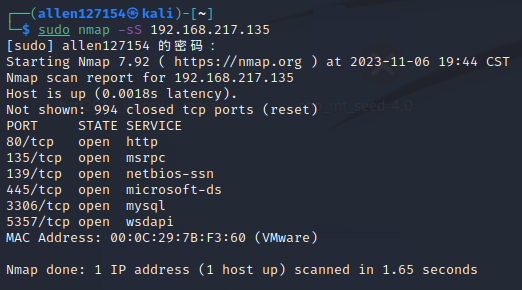 ┌──(allen127154㉿kali)-[~]
└─$ sudo nmap -sS 192.168.217.135
[sudo] allen127154 的密码：
Starting Nmap 7.92 ( https://nmap.org ) at 2023-11-06 19:44 CST
Nmap scan report for 192.168.217.135
Host is up (0.0018s latency).
Not shown: 994 closed tcp ports (reset)
PORT     STATE SERVICE
80/tcp   open  http
135/tcp  open  msrpc
139/tcp  open  netbios-ssn
445/tcp  open  microsoft-ds
3306/tcp open  mysql
5357/tcp open  wsdapi
MAC Address: 00:0C:29:7B:F3:60 (VMware)
Nmap done: 1 IP address (1 host up) scanned in 1.65 seconds